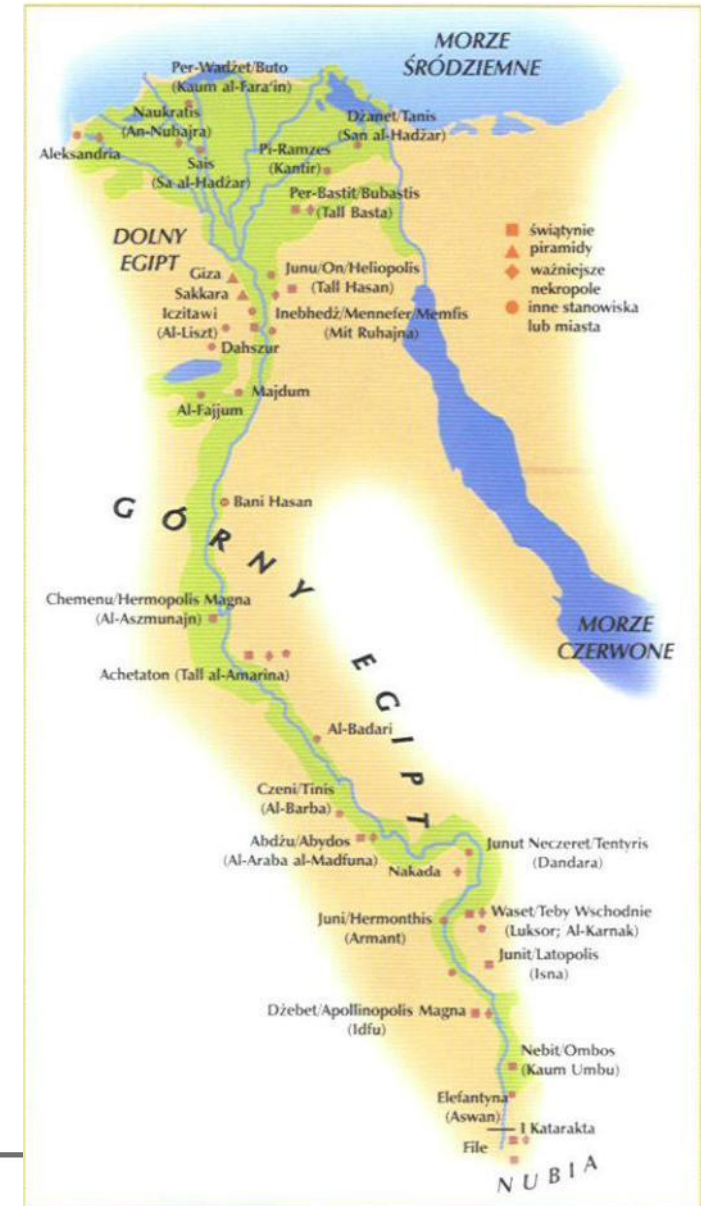 MORZE
ŚRÓDZIEMNE
Per-Wadżet/Buto
(Kaum al-Fara'in)
Naukratis
(An-Nubajra)
Dżanet/Tanis
(San al-Hadżar)
Aleksandria
Sais
(Sa al-Hadżar)
Pi-Ramzes
(Kantir)
Per-Bastit/Bubastis
(Tall Basta)
świątynie
piramidy
ważniejsze
nekropole
inne stanowiska
lub miasta
DOLNY
EGIPT
Giza
Junu/On/Heliopolis
(Tall Hasan)
Sakkara
Iczitawi
(Al-Liszt)
Inebhedż/Mennefer/Memfis
(Mit Ruhajna)
Dahszur
Majdum
Al-Fajjum
GÓRNY EGIPT
Bani Hasan
Chemenu/Hermopolis Magna
(Al-Aszmunajn)
MORZE
CZERWONE
Achetaton (Tall al-Amarina)
Al-Badari
Czeni/Tinis
(Al-Barba)
Abdżu/Abydos
(Al-Araba al-Madfuna)
Junut Neczeret/Tentyris
(Dandara)
Nakada
Waset/Teby Wschodnie
(Luksor; Al-Karnak)
Juni/Hermonthis
(Armant)
Junit/Latopolis
(Isna)
Dżebet/Apollinopolis Magna
(Idfu)
Nebit/Ombos
(Kaum Umbu)
Elefantyna
(Aswan)
I Katarakta
File
NUBIA